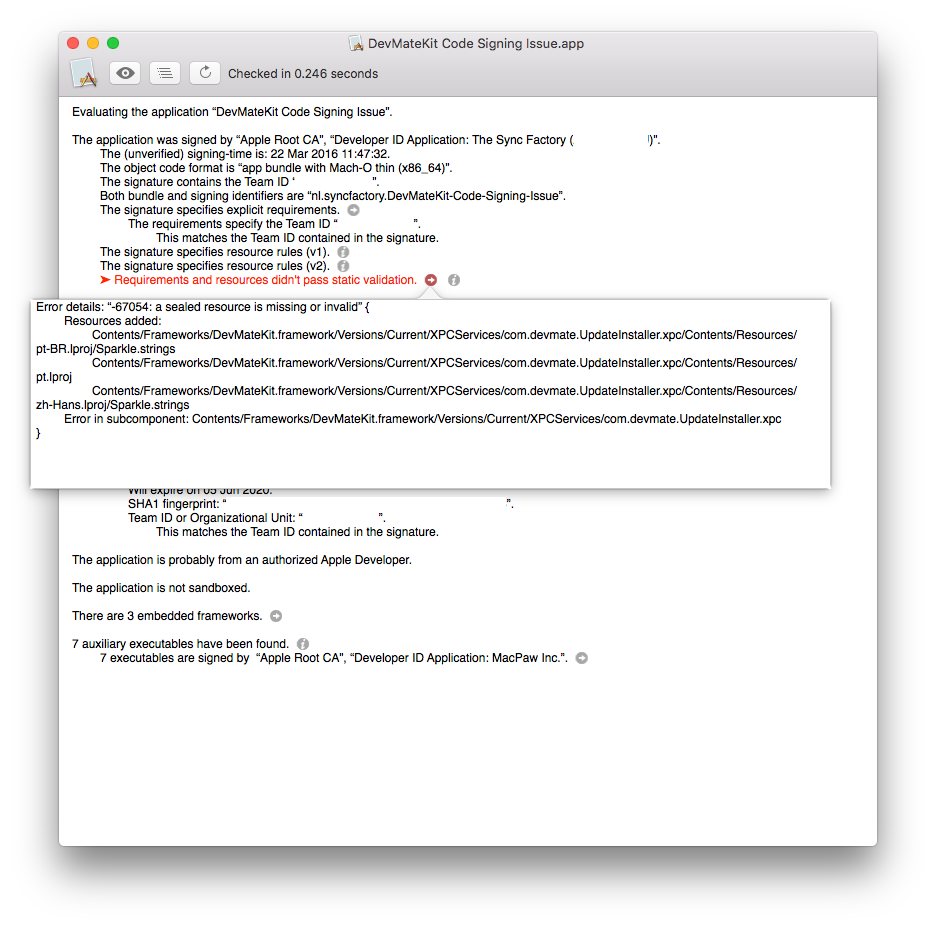 DevMateKit Code Signing Issue.app
Checked in 0.246 seconds
Evaluating the application “DevMateKit Code Signing Issue”.
The application was signed by “Apple Root CA”, “Developer ID Application: The Sync Factory ( )”.
The (unverified) signing-time is: 22 Mar 2016 11:47:32.
The object code format is “app bundle with Mach-O thin (x86_64)”.
The signature contains the Team ID ‘ ”.
Both bundle and signing identifiers are “nl.syncfactory.DevMateKit-Code-Signing-Issue”.
The signature specifies explicit requirements.
The requirements specify the Team ID “ ”.
This matches the Team ID contained in the signature.
The signature specifies resource rules (v1).
The signature specifies resource rules (v2).
➤ Requirements and resources didn't pass static validation.
Error details: “-67054: a sealed resource is missing or invalid” {
Resources added:
Contents/Frameworks/DevMateKit.framework/Versions/Current/XPCServices/com.devmate.UpdateInstaller.xpc/Contents/Resources/
pt-BR.lproj/Sparkle.strings
Contents/Frameworks/DevMateKit.framework/Versions/Current/XPCServices/com.devmate.UpdateInstaller.xpc/Contents/Resources/
pt.lproj
Contents/Frameworks/DevMateKit.framework/Versions/Current/XPCServices/com.devmate.UpdateInstaller.xpc/Contents/Resources/
zh-Hans.lproj/Sparkle.strings
Error in subcomponent: Contents/Frameworks/DevMateKit.framework/Versions/Current/XPCServices/com.devmate.UpdateInstaller.xpc
}
Will expire on 05 Jun 2020.
SHA1 fingerprint: “ ”.
Team ID or Organizational Unit: “ ”.
This matches the Team ID contained in the signature.
The application is probably from an authorized Apple Developer.
The application is not sandboxed.
There are 3 embedded frameworks.
7 auxiliary executables have been found.
7 executables are signed by “Apple Root CA”, “Developer ID Application: MacPaw Inc.”.